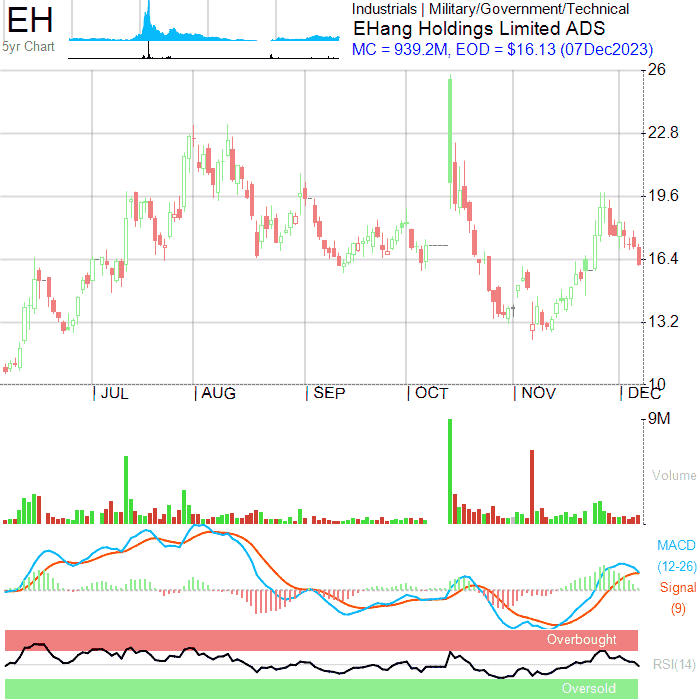 EH
5yr Chart
Industrials | Military/Government/Technical
EHang Holdings Limited ADS
MC = 939.2M, EOD = $16.13 (07Dec2023)
26
22.8
19.6
16.4
13.2
10
JUL
AUG
SEP
OCT
NOV
DEC
9M
Volume
MACD
(12-26)
Signal
(9)
Overbought
RSI(14)
Oversold